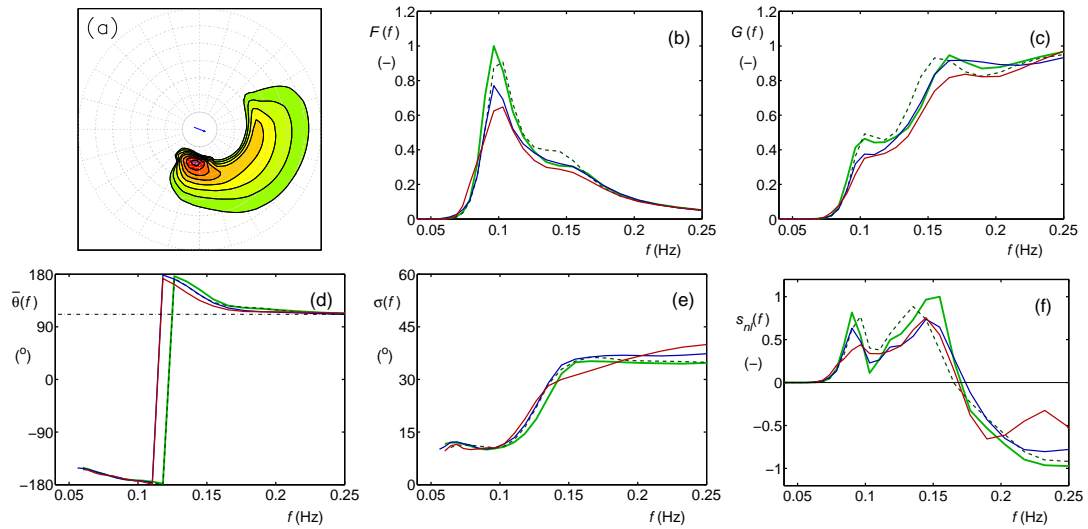 (a)
1.2
1
0.8
0.6
0.4
0.2
0
F (f)
(−)
(b)
0.05 0.1 0.15 0.2 0.25
f (Hz)
1.2
1
0.8
0.6
0.4
0.2
0
G (f)
(−)
(c)
0.05 0.1 0.15 0.2 0.25
f (Hz)
180
90
0
−90
−180
θ̅(f)
(°)
(d)
0.05 0.1 0.15 0.2 0.25
f (Hz)
60
45
30
15
0
σ(f)
(°)
(e)
0.05 0.1 0.15 0.2 0.25
f (Hz)
1
0.5
0
−0.5
−1
s_nl(f)
(−)
(f)
0.05 0.1 0.15 0.2 0.25
f (Hz)